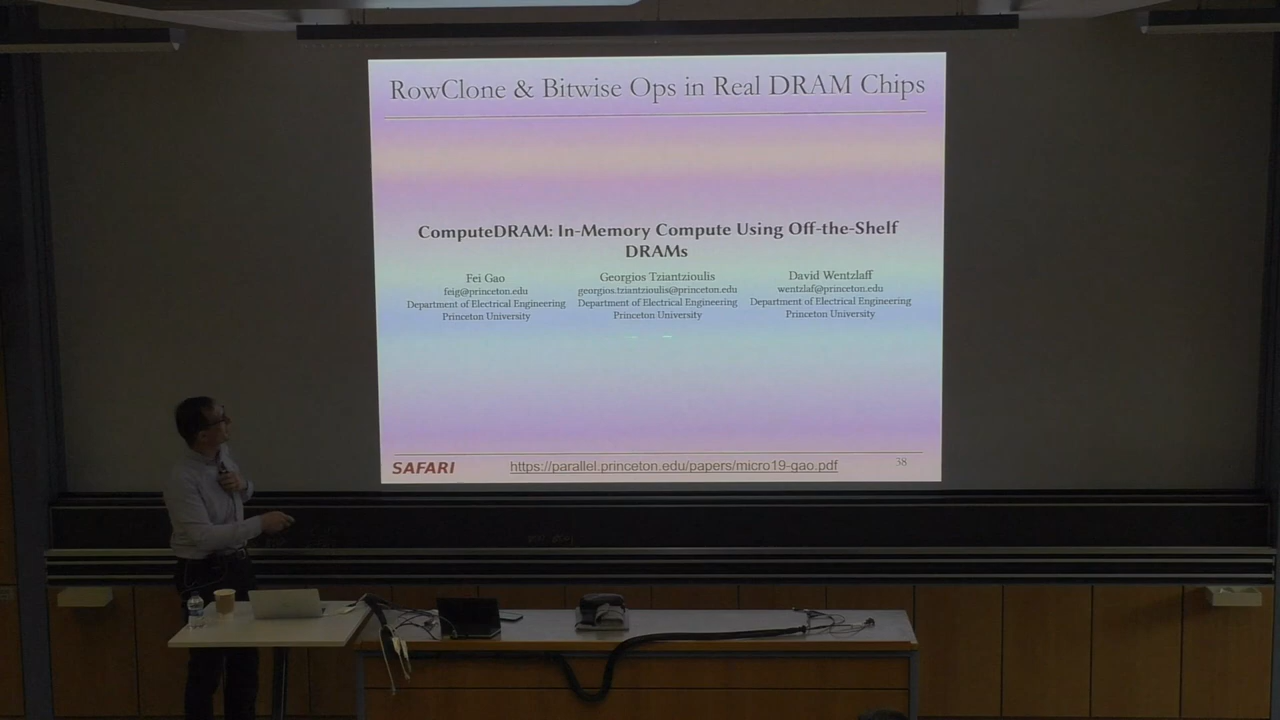 RowClone & Bitwise Ops in Real DRAM Chips
ComputeDRAM: In-Memory Compute Using Off-the-Shelf
DRAMs
Fei Gao
feig@princeton.edu
Department of Electrical Engineering
Princeton University
Georgios Tziantzioulis
georgios.tziantzioulis@princeton.edu
Department of Electrical Engineering
Princeton University
David Wentzlaff
wentzlaf@princeton.edu
Department of Electrical Engineering
Princeton University
SAFARI
https://parallel.princeton.edu/papers/micro19-gao.pdf
38